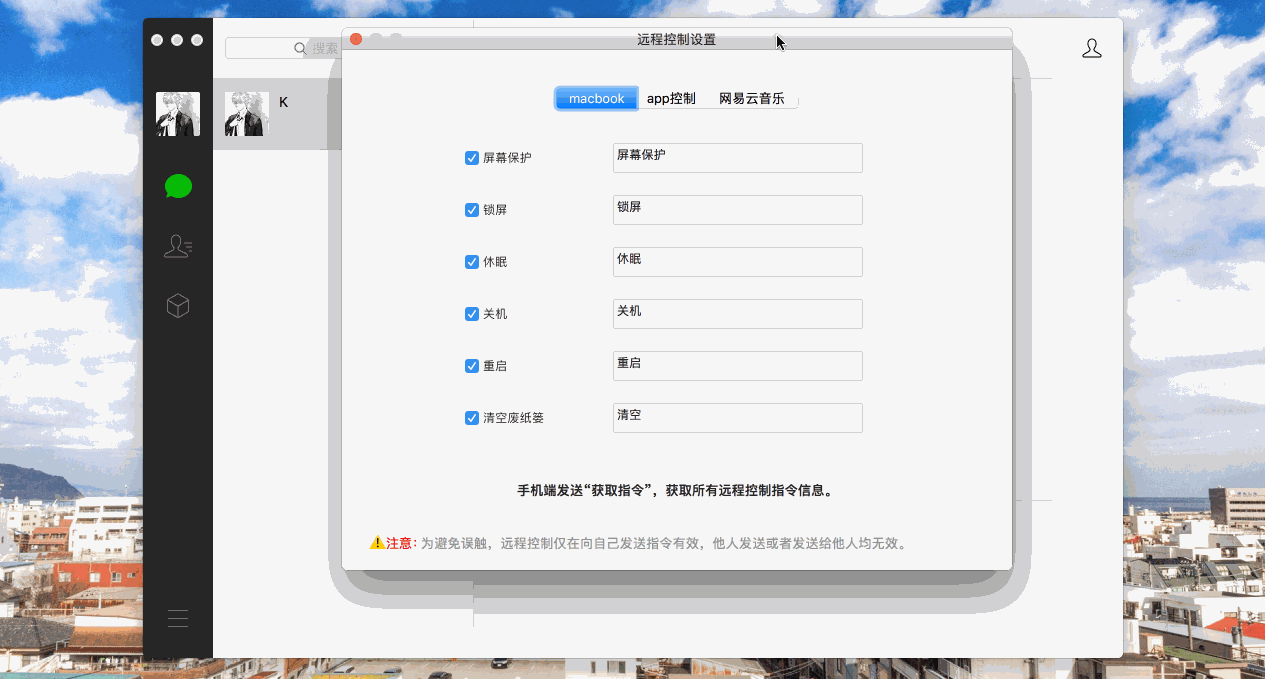 远程控制设置
搜索
K
macbook app控制 网易云音乐
屏幕保护 屏幕保护
锁屏 锁屏
休眠 休眠
关机 关机
重启 重启
清空废纸篓 清空
手机端发送“获取指令”，获取所有远程控制指令信息。
注意：为避免误触，远程控制仅在向自己发送指令有效，他人发送或者发送给他人均无效。